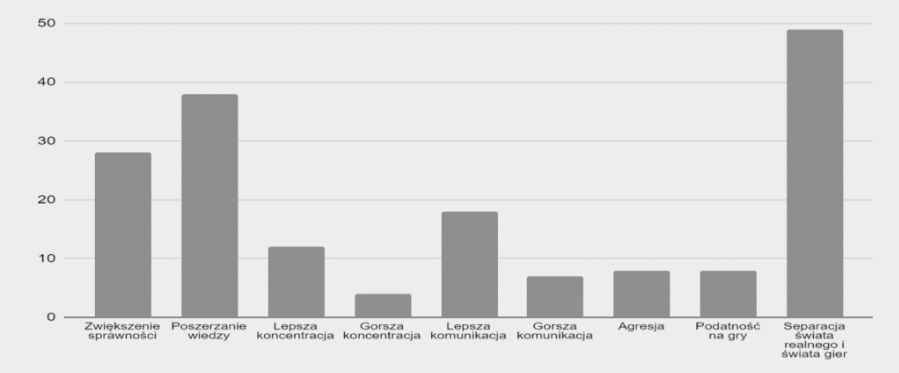 50
40
30
20
10
0
Zwiększenie
sprawności
Poszerzanie
wiedzy
Lepsza
koncentracja
Gorsza
koncentracja
Lepsza
komunikacja
Gorsza
komunikacja
Agresja
Podatność
na gry
Separacja
świata
realnego i
świata gier